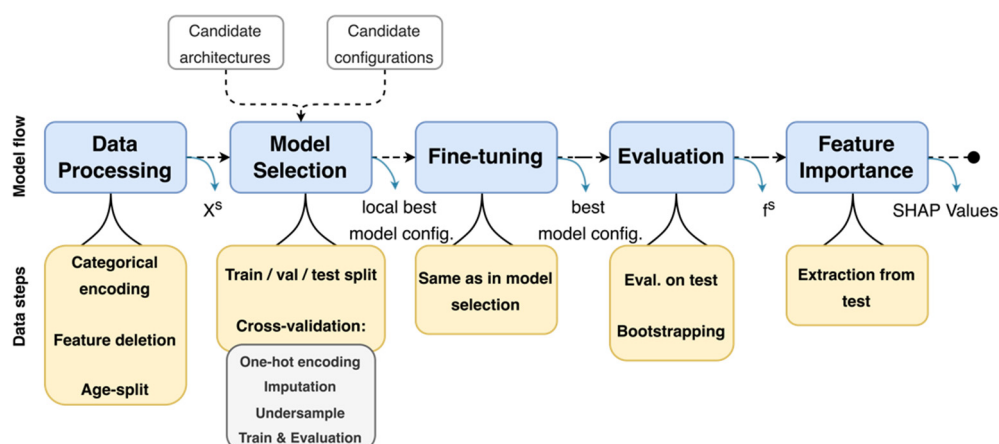 Candidate
architectures
Candidate
configurations
Model flow
Data
Processing
Model
Selection
Fine-tuning
Evaluation
Feature
Importance
X^s
local best
model config.
best
model config.
f^s
SHAP Values
Data steps
Categorical
encoding
Feature deletion
Age-split
Train / val / test split
Cross-validation:
One-hot encoding
Imputation
Undersample
Train & Evaluation
Same as in model
selection
Eval. on test
Bootstrapping
Extraction from
test